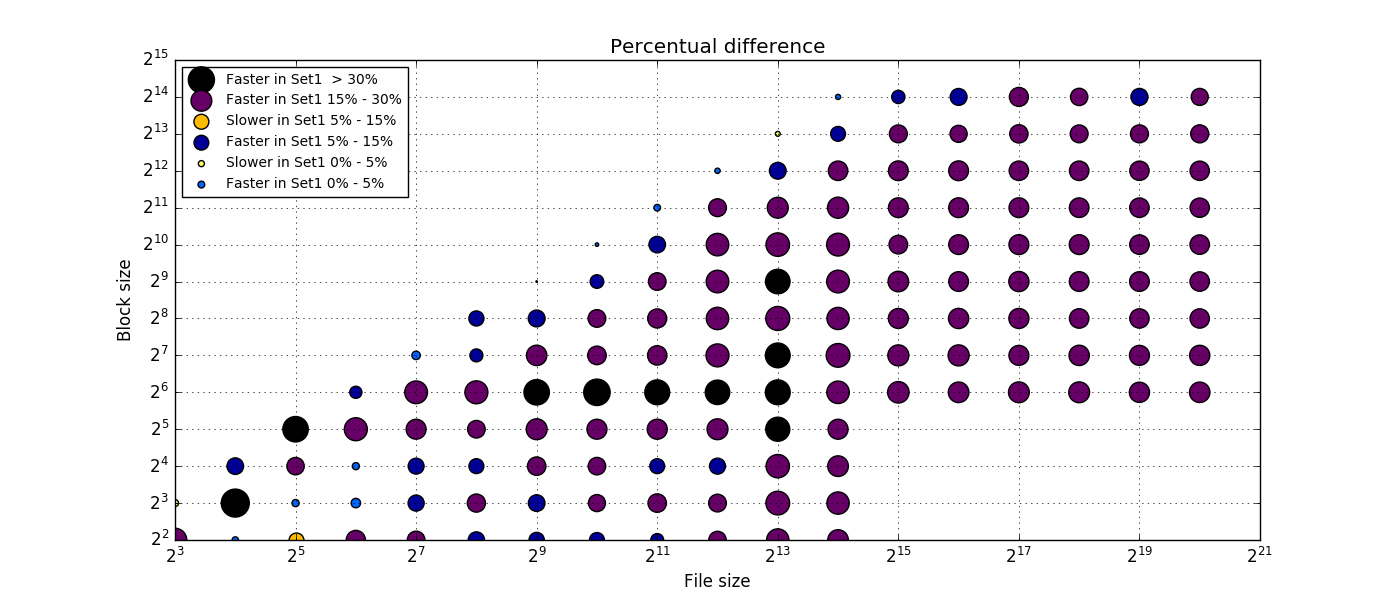 Percentual difference
Faster in Set1 > 30%
Faster in Set1 15% - 30%
Slower in Set1 5% - 15%
Faster in Set1 5% - 15%
Slower in Set1 0% - 5%
Faster in Set1 0% - 5%
Block size
2^15
2^14
2^13
2^12
2^11
2^10
2^9
2^8
2^7
2^6
2^5
2^4
2^3
2^2
2^3 2^5 2^7 2^9 2^11 2^13 2^15 2^17 2^19 2^21
File size